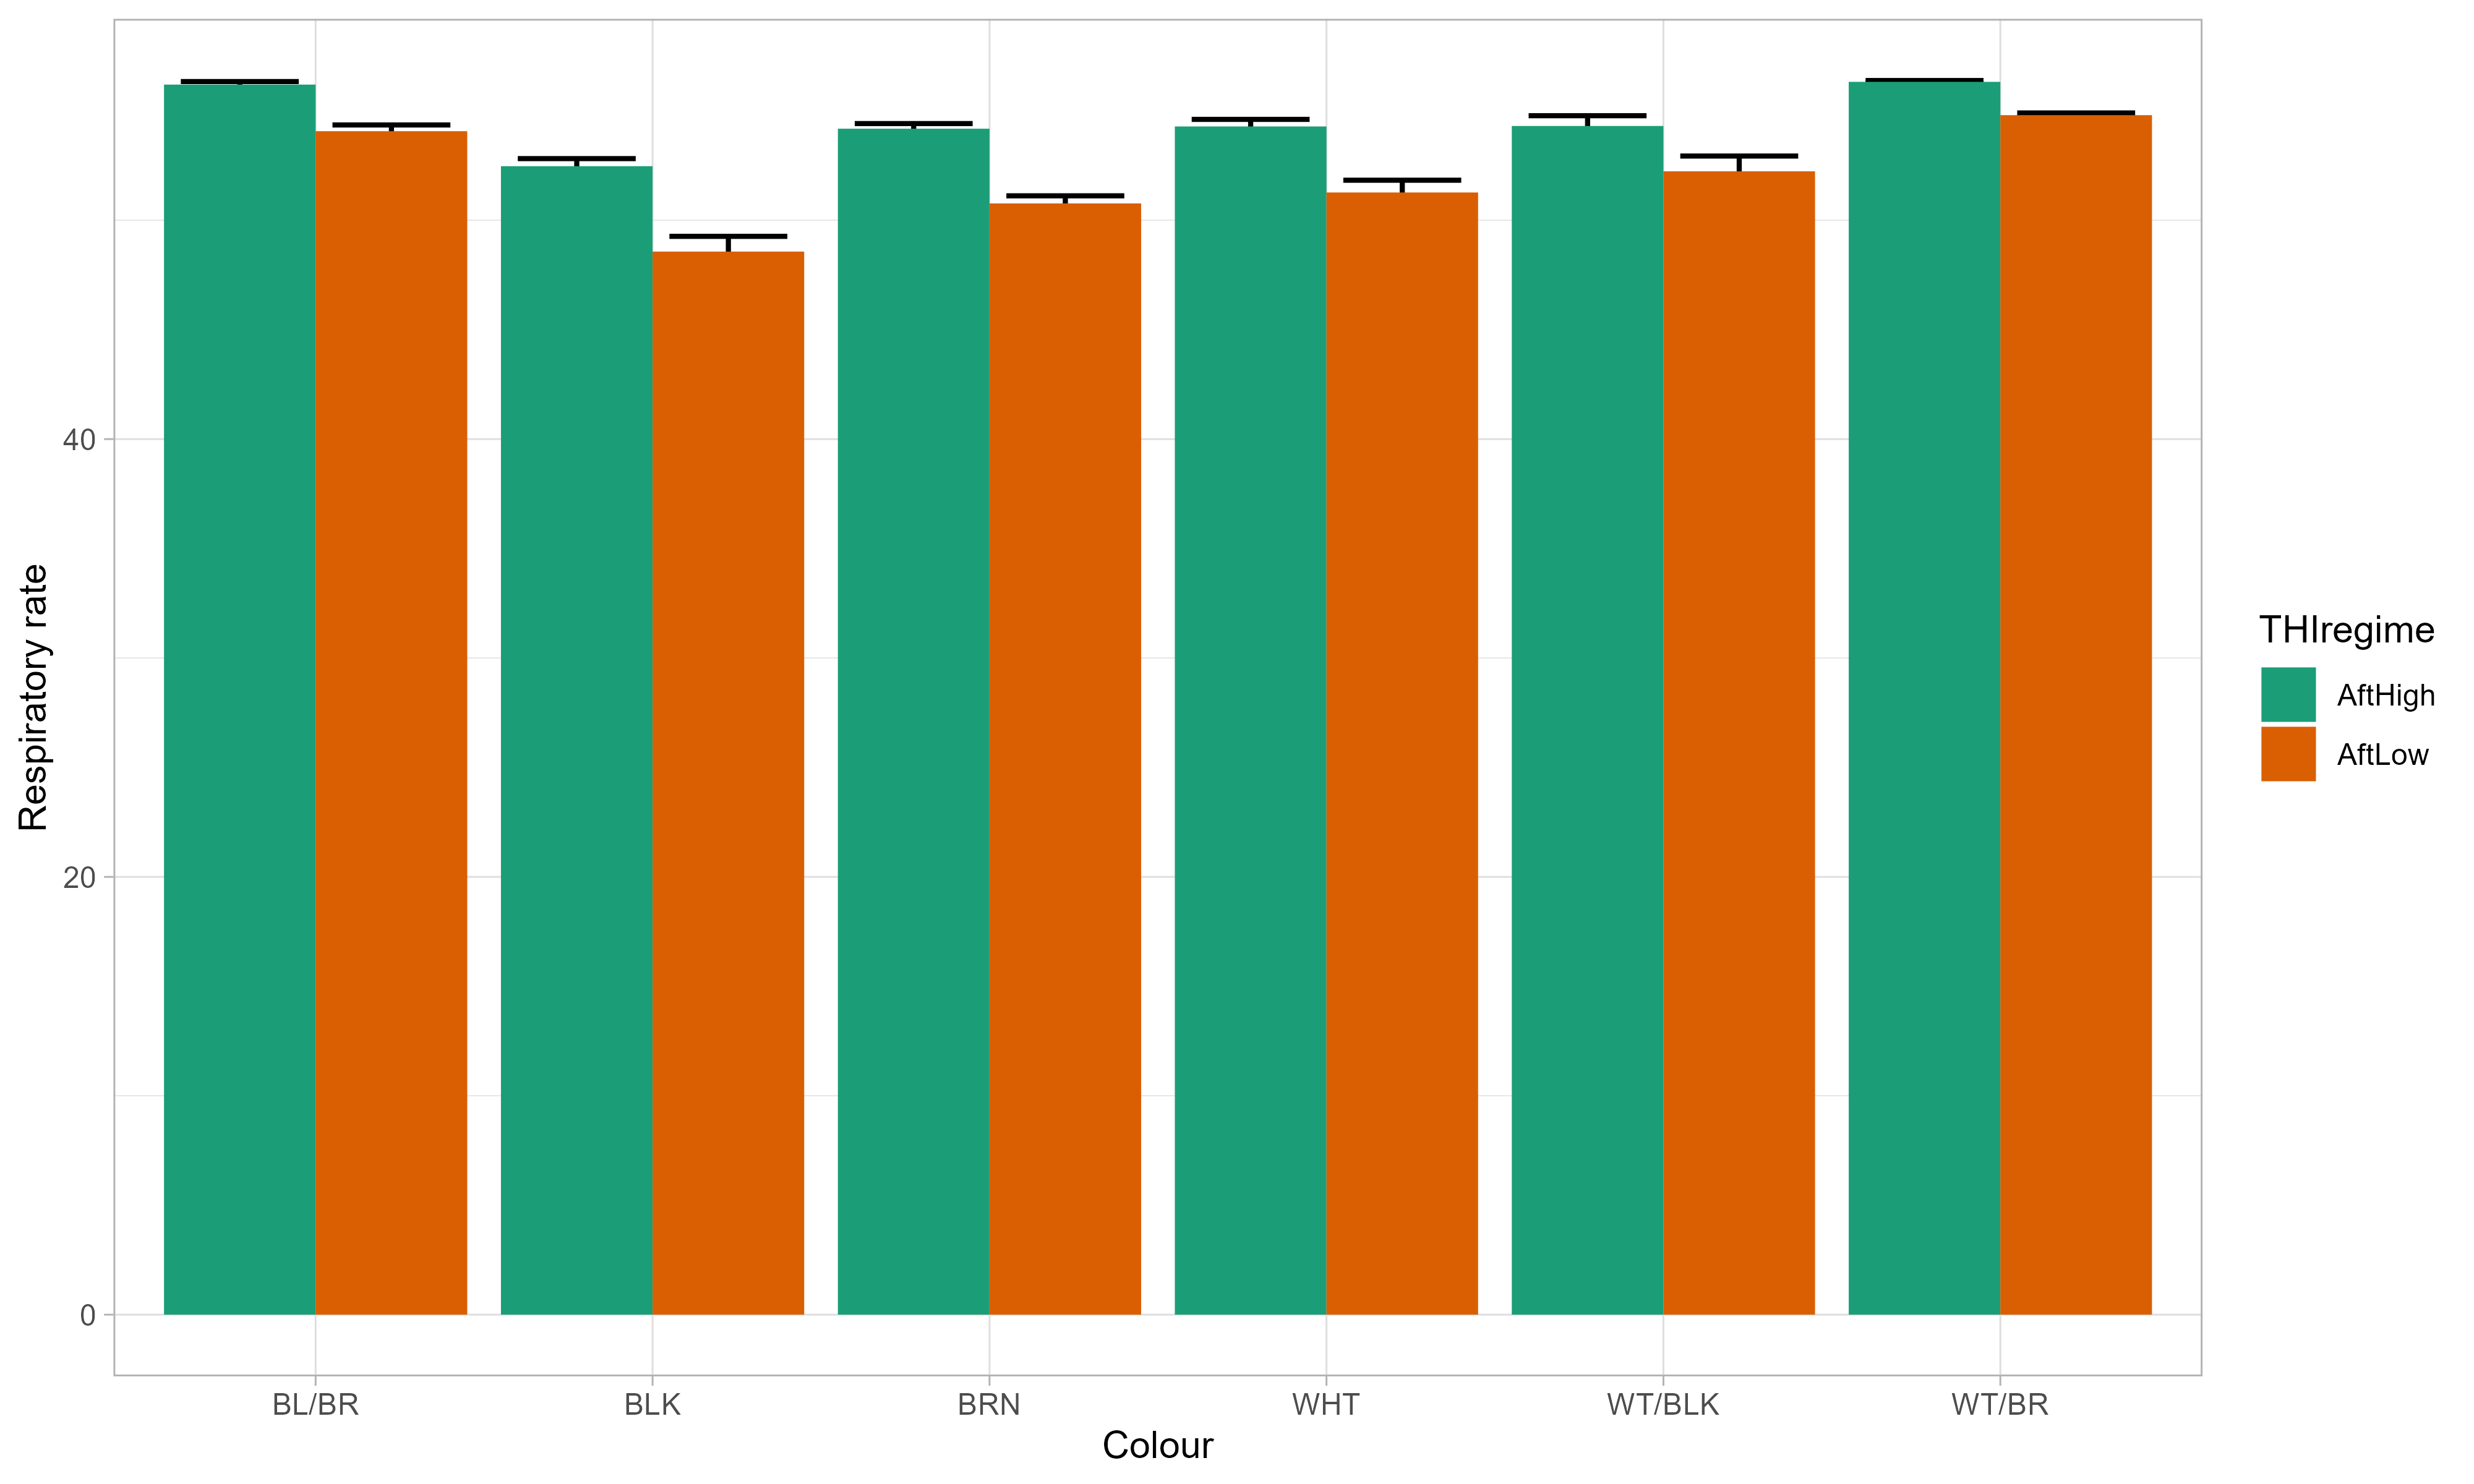 Respiratory rate
40
20
0
BL/BR
BLK
BRN
WHT
WT/BLK
WT/BR
Colour
THIregime
AftHigh
AftLow